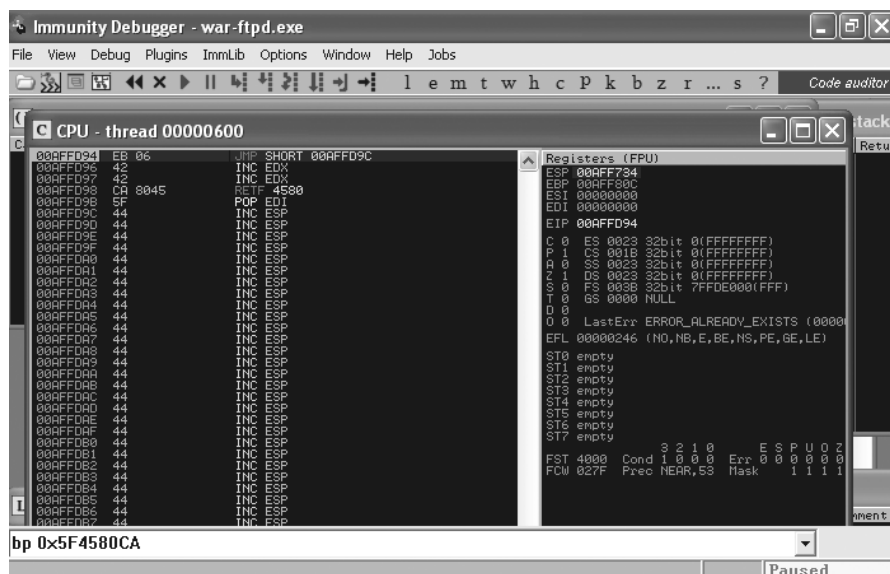 Immunity Debugger - war-ftpd.exe
File View Debug Plugins ImmLib Options Window Help Jobs
l e m t w h c P k b z r ... s ? Code auditor
C CPU - thread 00000600
stack
Retu
00AFFD94 EB 06 JMP SHORT 00AFFD9C
00AFFD96 42 INC EDX
00AFFD97 42 INC EDX
00AFFD98 CA 8045 RETF 4580
00AFFD9B 5F POP EDI
00AFFD9C 44 INC ESP
00AFFD9D 44 INC ESP
00AFFD9E 44 INC ESP
00AFFD9F 44 INC ESP
00AFFDA0 44 INC ESP
00AFFDA1 44 INC ESP
00AFFDA2 44 INC ESP
00AFFDA3 44 INC ESP
00AFFDA4 44 INC ESP
00AFFDA5 44 INC ESP
00AFFDA6 44 INC ESP
00AFFDA7 44 INC ESP
00AFFDA8 44 INC ESP
00AFFDA9 44 INC ESP
00AFFDAA 44 INC ESP
00AFFDAB 44 INC ESP
00AFFDAC 44 INC ESP
00AFFDAD 44 INC ESP
00AFFDAE 44 INC ESP
00AFFDAF 44 INC ESP
00AFFDB0 44 INC ESP
00AFFDB1 44 INC ESP
00AFFDB2 44 INC ESP
00AFFDB3 44 INC ESP
00AFFDB4 44 INC ESP
00AFFDB5 44 INC ESP
00AFFDB6 44 INC ESP
00AFFDB7 44 INC ESP
Registers (FPU)
ESP 00AFF734
EBP 00AFF80C
ESI 00000000
EDI 00000000
EIP 00AFFD94
C 0 ES 0023 32bit 0(FFFFFFFF)
P 1 CS 001B 32bit 0(FFFFFFFF)
A 0 SS 0023 32bit 0(FFFFFFFF)
Z 1 DS 0023 32bit 0(FFFFFFFF)
S 0 FS 003B 32bit 7FFDE000(FFF)
T 0 GS 0000 NULL
D 0
O 0 LastErr ERROR_ALREADY_EXISTS (0000
EFL 00000246 (NO,NB,E,BE,NS,PE,GE,LE)
ST0 empty
ST1 empty
ST2 empty
ST3 empty
ST4 empty
ST5 empty
ST6 empty
ST7 empty
3 2 1 0 E S P U O Z
FST 4000 Cond 1 0 0 0 Err 0 0 0 0 0 0
FCW 027F Prec NEAR,53 Mask 1 1 1 1
L
mment
bp 0x5F4580CA
Paused